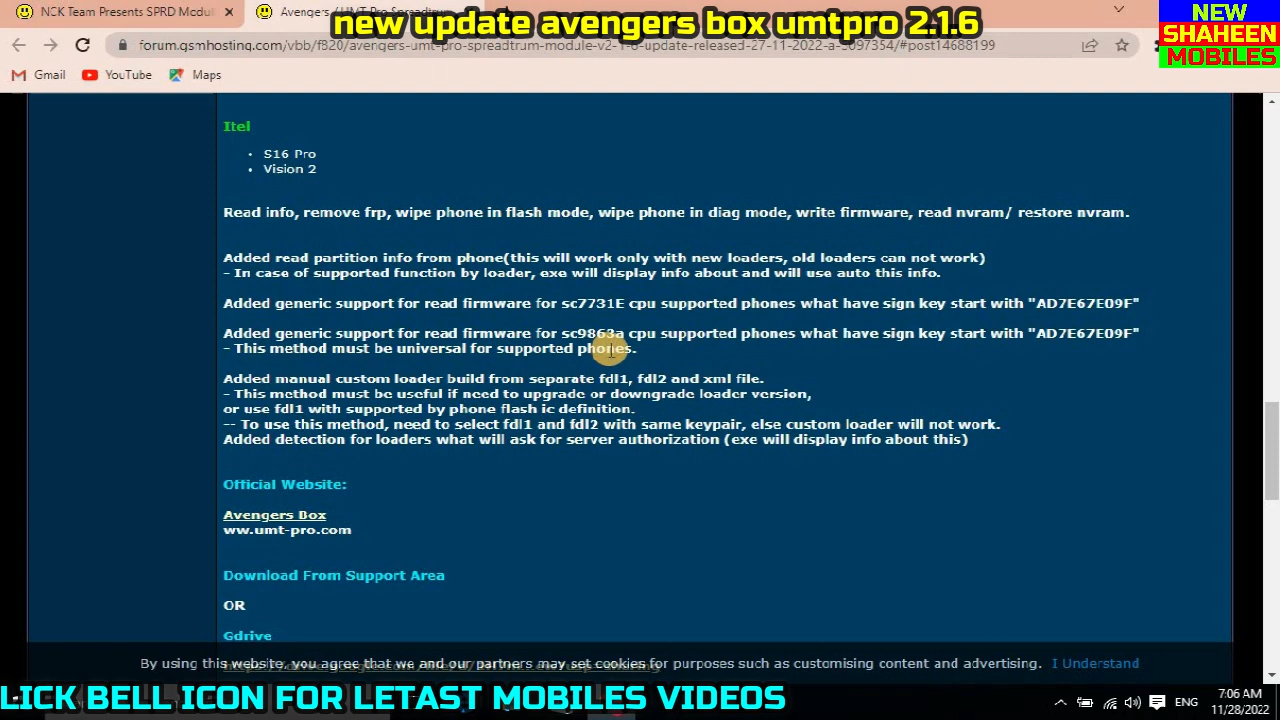 NCK Team Presents SPRD Modul
Avengers / UMT Pro Spreadtrum
new update avengers box umtpro 2.1.6
NEW
SHAHEEN
MOBILES
forum.gsmhosting.com/vbb/f820/avengers-umt-pro-spreadtrum-module-v2-1-6-update-released-27-11-2022-a-3097354/#post14688199
Gmail YouTube Maps
Itel
• S16 Pro
• Vision 2
Read info, remove frp, wipe phone in flash mode, wipe phone in diag mode, write firmware, read nvram/ restore nvram.
Added read partition info from phone(this will work only with new loaders, old loaders can not work)
- In case of supported function by loader, exe will display info about and will use auto this info.
Added generic support for read firmware for sc7731E cpu supported phones what have sign key start with "AD7E67E09F"
Added generic support for read firmware for sc9863a cpu supported phones what have sign key start with "AD7E67E09F"
- This method must be universal for supported phones.
Added manual custom loader build from separate fdl1, fdl2 and xml file.
- This method must be useful if need to upgrade or downgrade loader version,
or use fdl1 with supported by phone flash ic definition.
-- To use this method, need to select fdl1 and fdl2 with same keypair, else custom loader will not work.
Added detection for loaders what will ask for server authorization (exe will display info about this)
Official Website:
Avengers Box
ww.umt-pro.com
Download From Support Area
OR
Gdrive
By using this website, you agree that we and our partners may set cookies for purposes such as customising content and advertising. I Understand
LICK BELL ICON FOR LETAST MOBILES VIDEOS
ENG
7:06 AM
11/28/2022